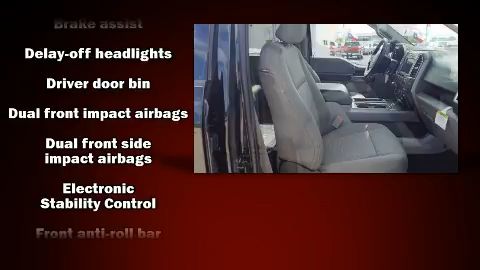 Brake assist
Delay-off headlights
Driver door bin
Dual front impact airbags
Dual front side
impact airbags
Electronic
Stability Control
Front anti-roll bar